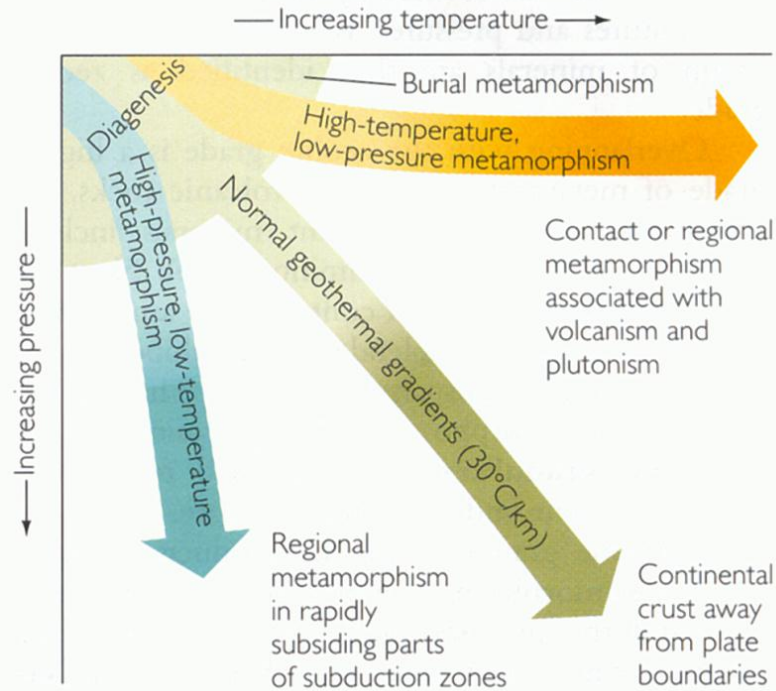 Increasing temperature
Burial metamorphism
Diagenesis
High-temperature,
low-pressure metamorphism
High-pressure, low-temperature
metamorphism
Normal geothermal gradients (30°C/km)
Contact or regional
metamorphism
associated with
volcanism and
plutonism
Increasing pressure
Regional
metamorphism
in rapidly
subsiding parts
of subduction zones
Continental
crust away
from plate
boundaries